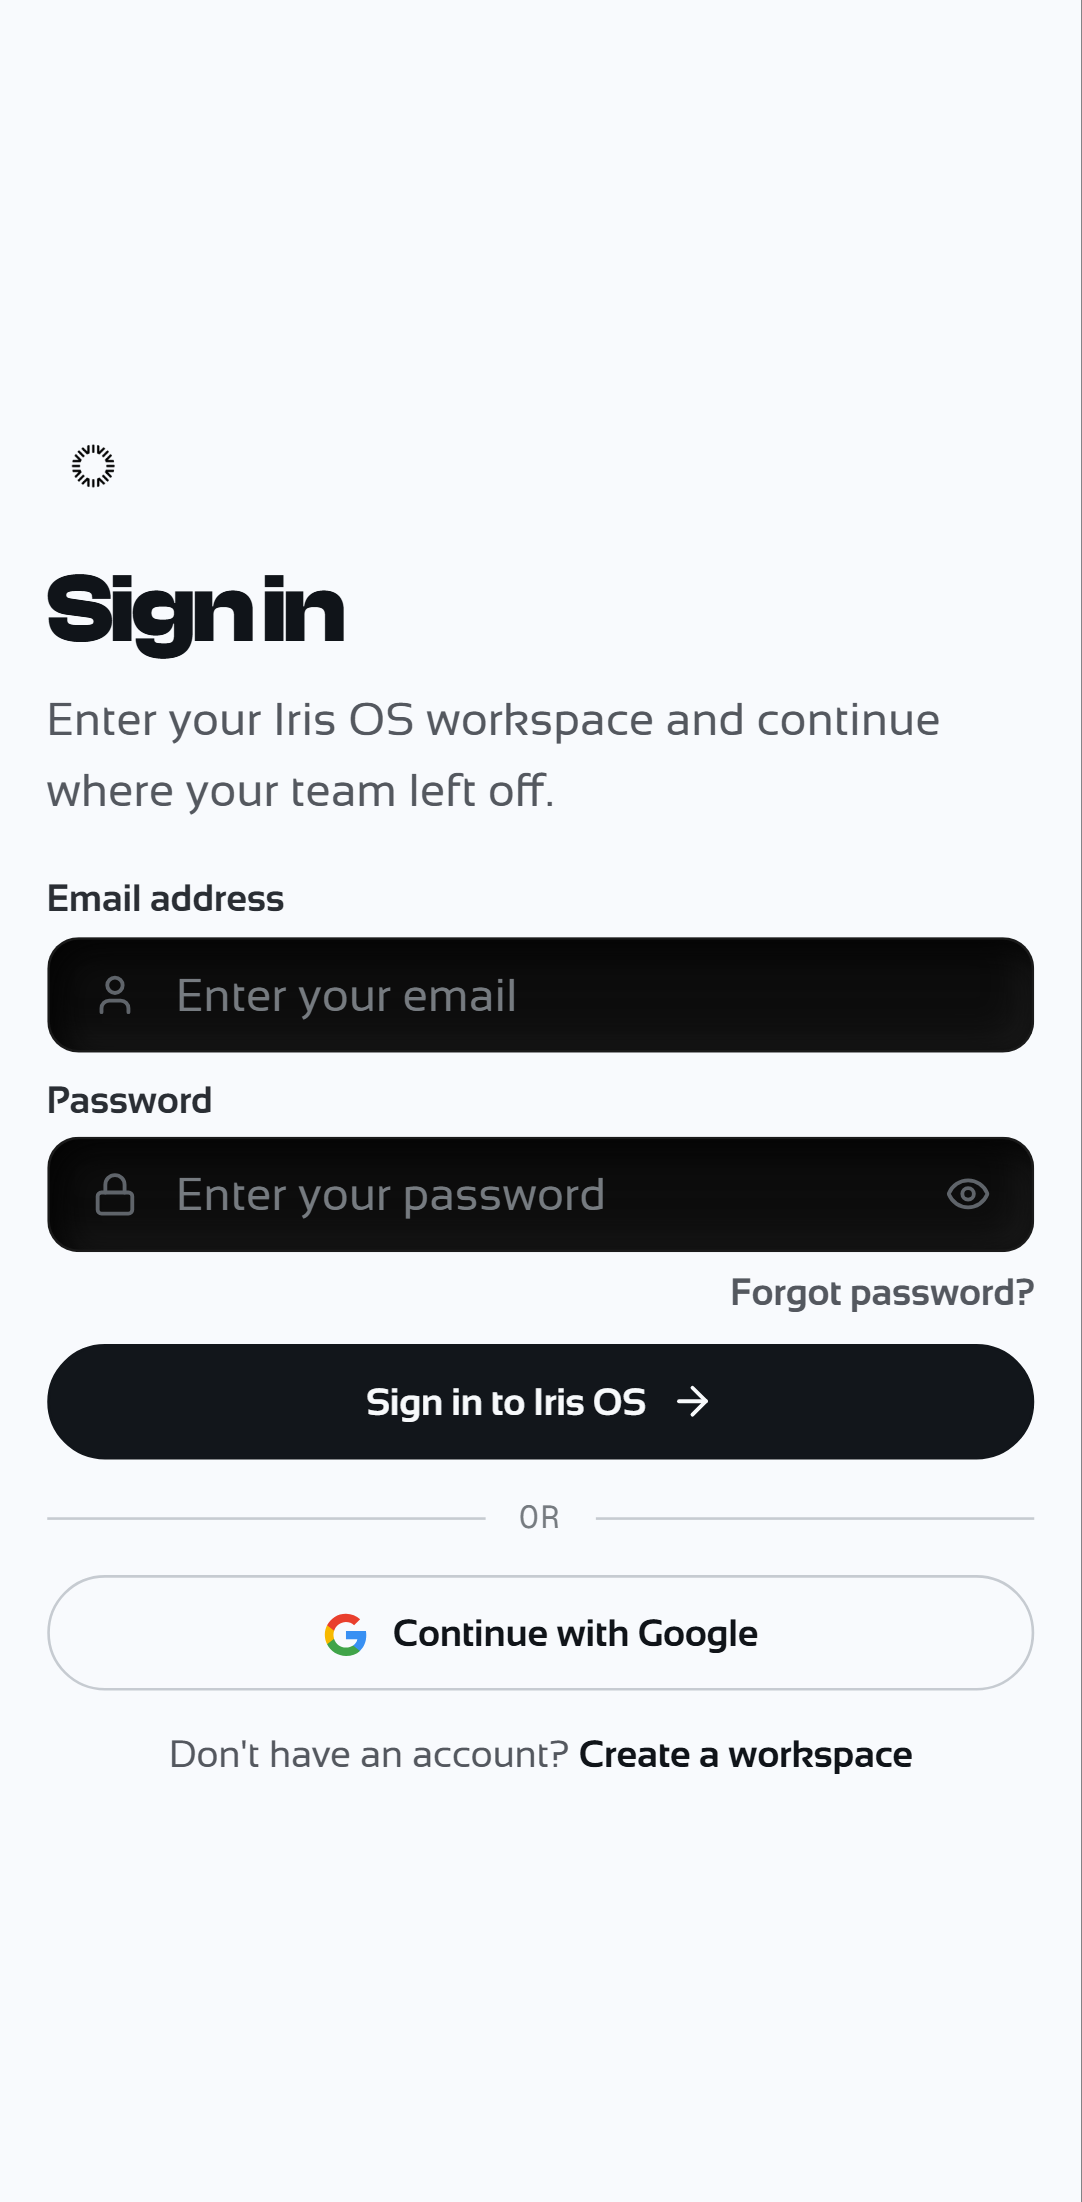 Sign in
Enter your Iris OS workspace and continue
where your team left off.
Email address
Enter your email
Password
Enter your password
Forgot password?
Sign in to Iris OS
OR
Continue with Google
Don't have an account? Create a workspace